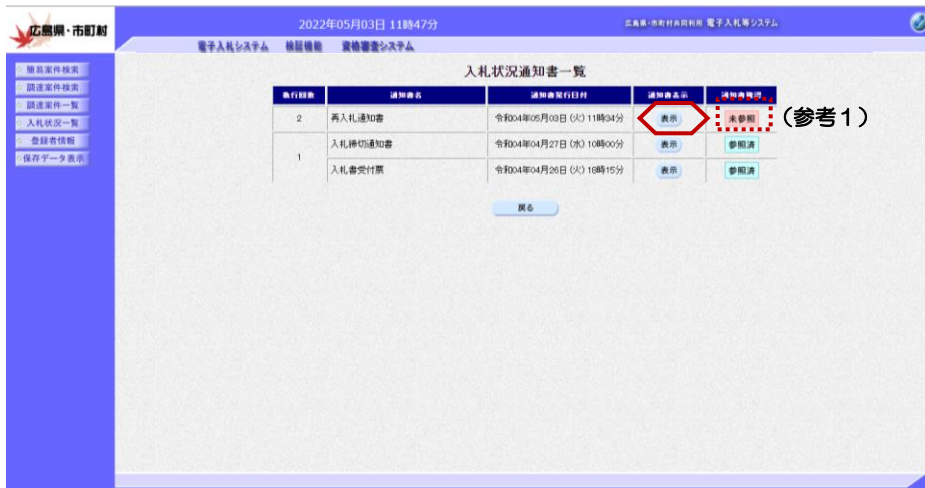 広島県・市町村
2022年05月03日 11時47分
広島県・市町村共同利用 電子入札等システム
電子入札システム 検証機能 資格審査システム
簡易案件検索
調達案件検索
調達案件一覧
入札状況一覧
登録者情報
保存データ表示
入札状況通知書一覧
執行回数 通知書名 通知書発行日付 通知書表示 通知書確認
2 再入札通知書 令和04年05月03日 (火) 11時34分 表示 未参照 (参考1)
1 入札締切通知書 令和04年04月27日 (水) 10時00分 表示 参照済
入札書受付票 令和04年04月26日 (火) 18時15分 表示 参照済
戻る